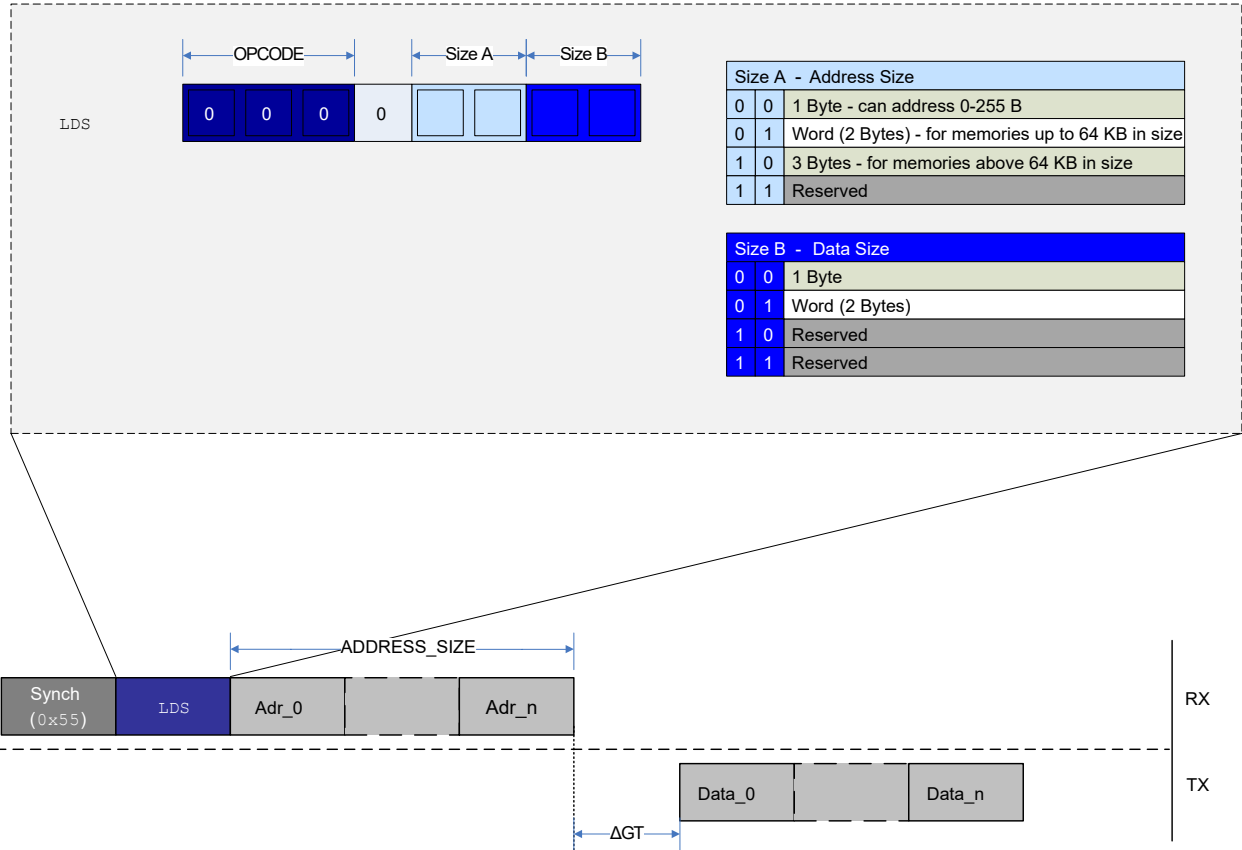 OPCODE Size A Size B
LDS 0 0 0 0
Size A - Address Size
0 0 1 Byte - can address 0-255 B
0 1 Word (2 Bytes) - for memories up to 64 KB in size
1 0 3 Bytes - for memories above 64 KB in size
1 1 Reserved
Size B - Data Size
0 0 1 Byte
0 1 Word (2 Bytes)
1 0 Reserved
1 1 Reserved
ADDRESS_SIZE
Synch
(0x55)
LDS
Adr_0
Adr_n
RX
Data_0
Data_n
TX
ΔGT